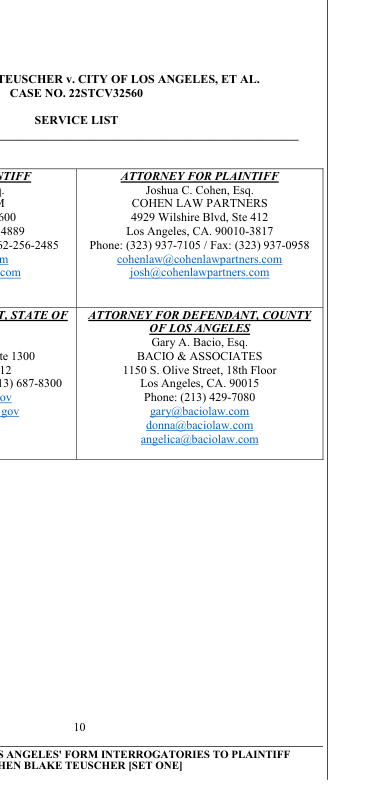 TEUSCHER v. CITY OF LOS ANGELES, ET AL.
CASE NO. 22STCV32560
SERVICE LIST
NTIFF
q.
M
600
4889
62-256-2485
m
com
ATTORNEY FOR PLAINTIFF
Joshua C. Cohen, Esq.
COHEN LAW PARTNERS
4929 Wilshire Blvd, Ste 412
Los Angeles, CA. 90010-3817
Phone: (323) 937-7105 / Fax: (323) 937-0958
cohenlaw@cohenlawpartners.com
josh@cohenlawpartners.com
T, STATE OF
te 1300
12
13) 687-8300
ov
gov
ATTORNEY FOR DEFENDANT, COUNTY
OF LOS ANGELES
Gary A. Bacio, Esq.
BACIO & ASSOCIATES
1150 S. Olive Street, 18th Floor
Los Angeles, CA. 90015
Phone: (213) 429-7080
gary@baciolaw.com
donna@baciolaw.com
angelica@baciolaw.com
10
S ANGELES' FORM INTERROGATORIES TO PLAINTIFF
HEN BLAKE TEUSCHER [SET ONE]